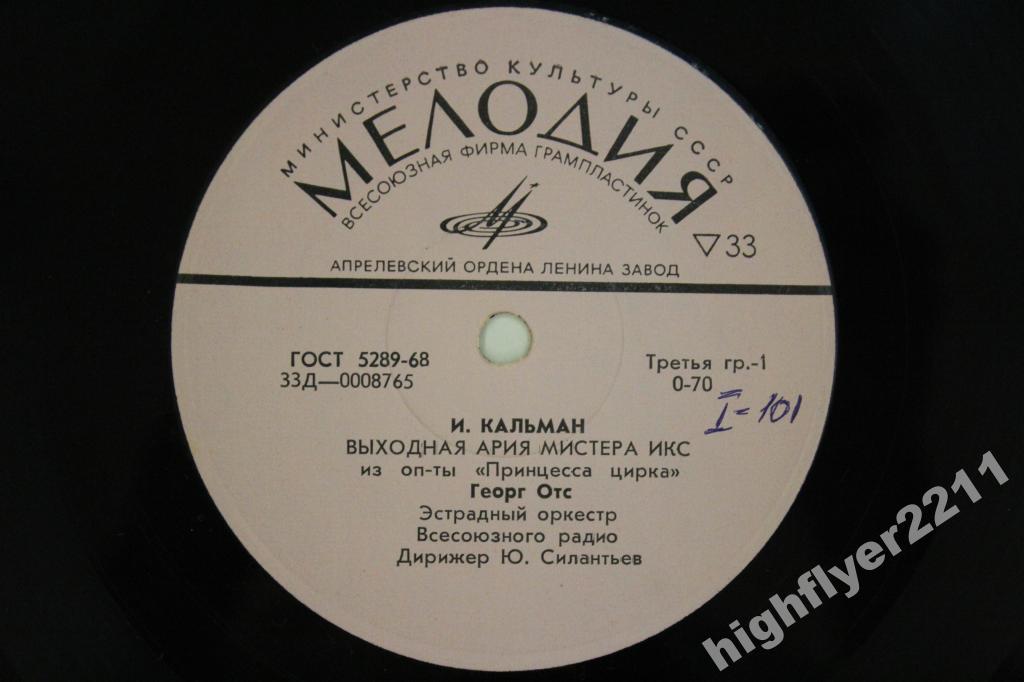 МИНИСТЕРСТВО КУЛЬТУРЫ СССР
МЕЛОДИЯ
ВСЕСОЮЗНАЯ ФИРМА ГРАМПЛАСТИНОК
▽33
АПРЕЛЕВСКИЙ ОРДЕНА ЛЕНИНА ЗАВОД
ГОСТ 5289-68
33Д—0008765
Третья гр.-1
0-70
I-101
И. КАЛЬМАН
ВЫХОДНАЯ АРИЯ МИСТЕРА ИКС
из оп-ты «Принцесса цирка»
Георг Отс
Эстрадный оркестр
Всесоюзного радио
Дирижер Ю. Силантьев
highflyer2211